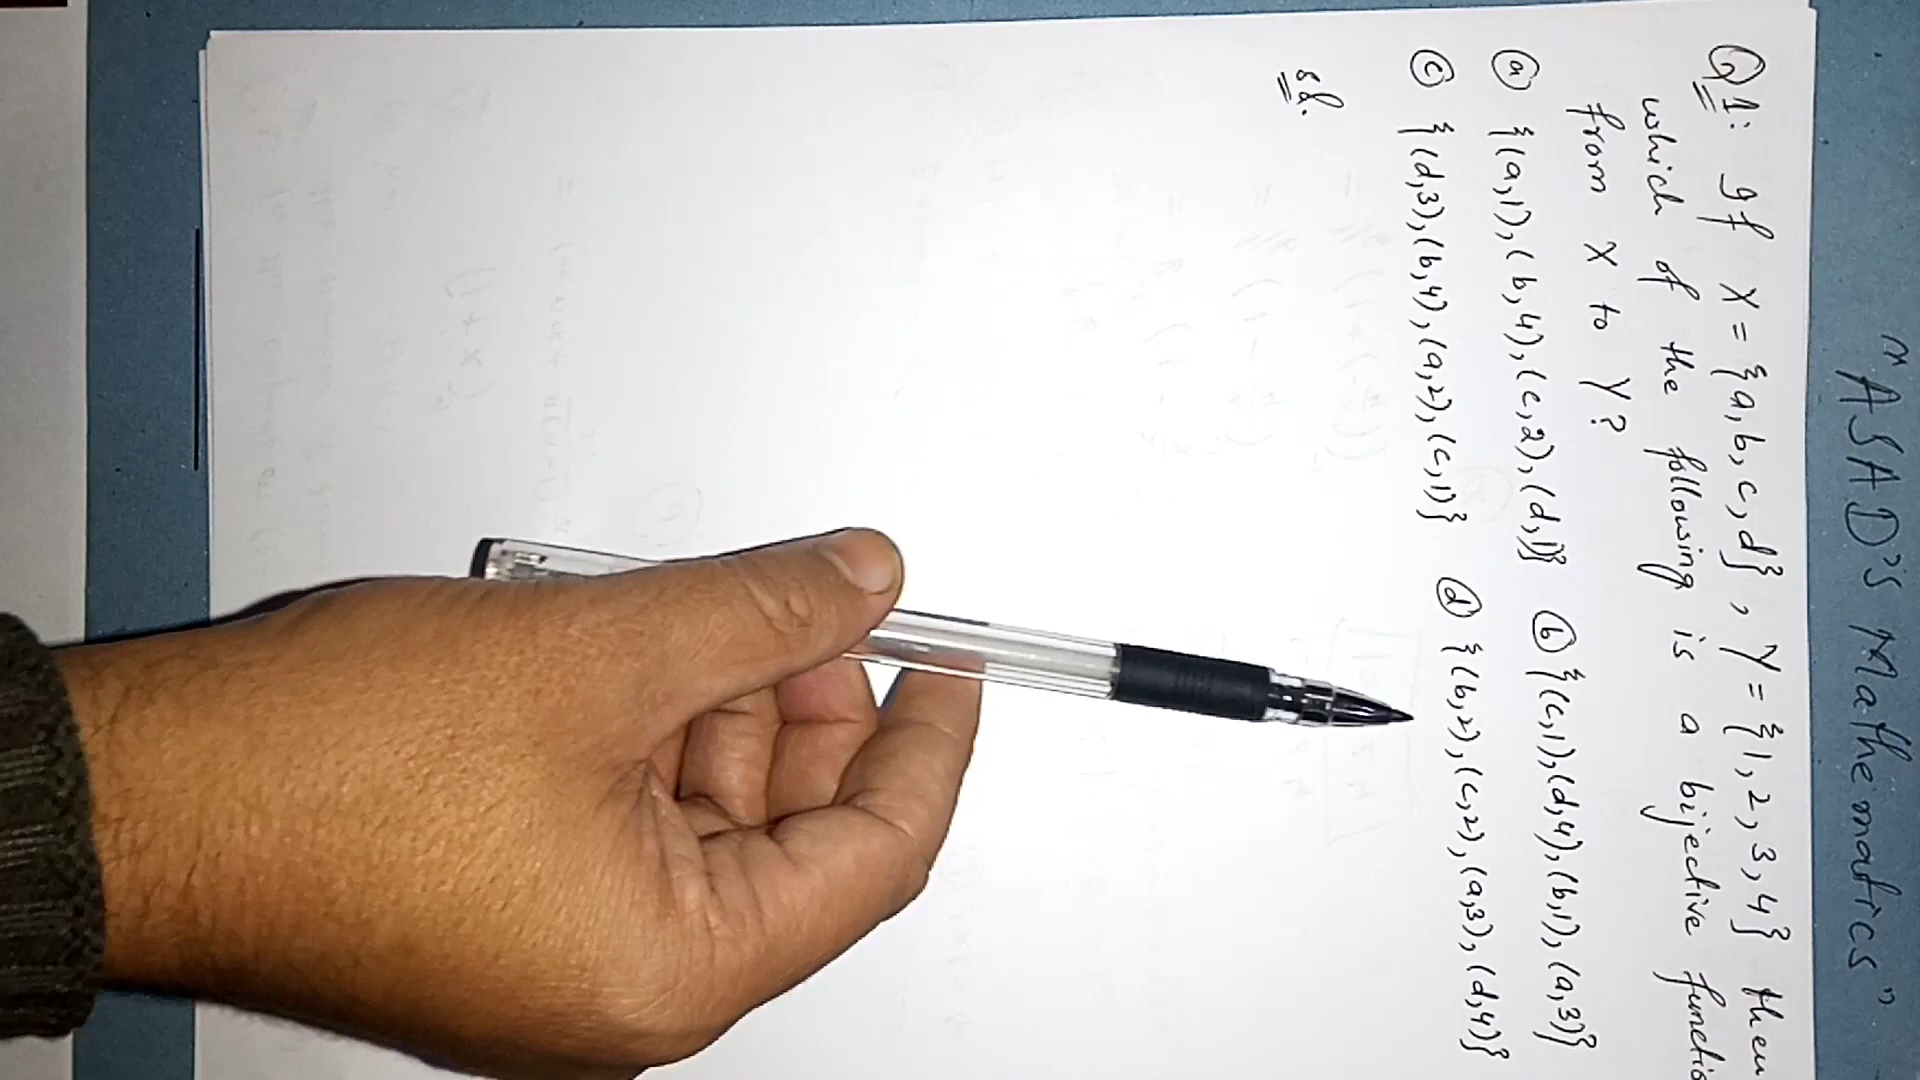 "ASAD's Mathematics"
Q1: If X = {a,b,c,d}, Y = {1,2,3,4} then
which of the following is a bijective
from X to Y?
(a) {(a,1),(b,4),(c,2),(d,1)} (b) {(c,1),(d,4),(b,1),(a,3)}
(c) {(d,3),(b,4),(a,2),(c,1)} (d) {(b,2),(c,2),(a,3),(d,4)}
Sol.